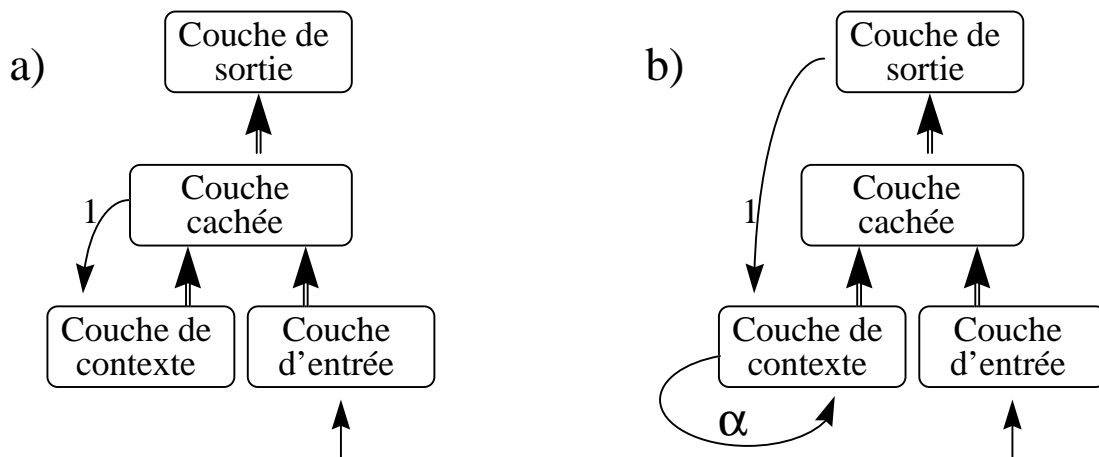 a)
Couche de
sortie
1
Couche
cachée
Couche de
contexte
Couche
d’entrée
b)
Couche de
sortie
1
Couche
cachée
Couche de
contexte
Couche
d’entrée
α